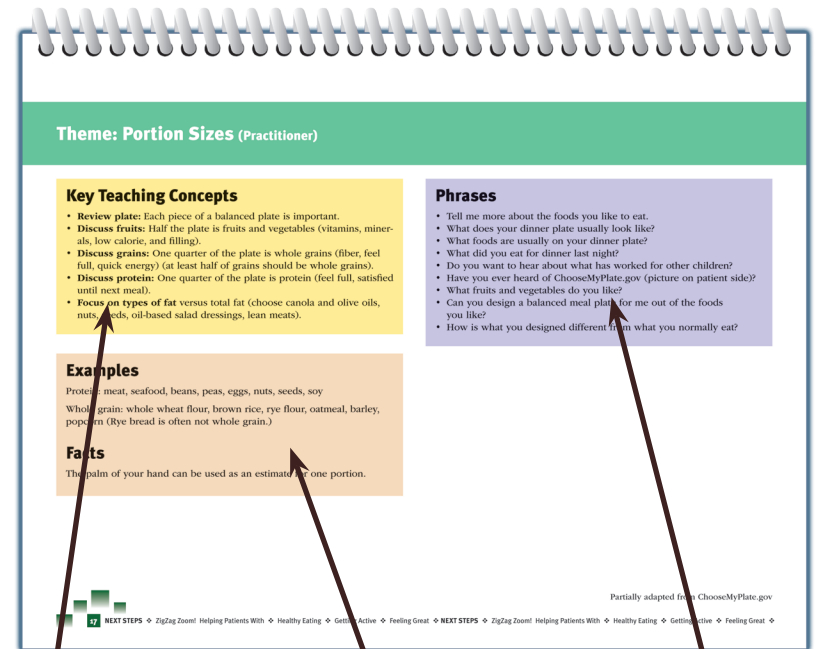 Theme: Portion Sizes (Practitioner)
Key Teaching Concepts
• Review plate: Each piece of a balanced plate is important.
• Discuss fruits: Half the plate is fruits and vegetables (vitamins, miner-
als, low calorie, and filling).
• Discuss grains: One quarter of the plate is whole grains (fiber, feel
full, quick energy) (at least half of grains should be whole grains).
• Discuss protein: One quarter of the plate is protein (feel full, satisfied
until next meal).
• Focus on types of fat versus total fat (choose canola and olive oils,
nuts, seeds, oil-based salad dressings, lean meats).
Examples
Protein: meat, seafood, beans, peas, eggs, nuts, seeds, soy
Whole grain: whole wheat flour, brown rice, rye flour, oatmeal, barley,
popcorn (Rye bread is often not whole grain.)
Facts
The palm of your hand can be used as an estimate for one portion.
Phrases
• Tell me more about the foods you like to eat.
• What does your dinner plate usually look like?
• What foods are usually on your dinner plate?
• What did you eat for dinner last night?
• Do you want to hear about what has worked for other children?
• Have you ever heard of ChooseMyPlate.gov (picture on patient side)?
• What fruits and vegetables do you like?
• Can you design a balanced meal plate for me out of the foods
you like?
• How is what you designed different from what you normally eat?
Partially adapted from ChooseMyPlate.gov
17 NEXT STEPS ❖ ZigZag Zoom! Helping Patients With ❖ Healthy Eating ❖ Getting Active ❖ Feeling Great ❖ NEXT STEPS ❖ ZigZag Zoom! Helping Patients With ❖ Healthy Eating ❖ Getting Active ❖ Feeling Great ❖